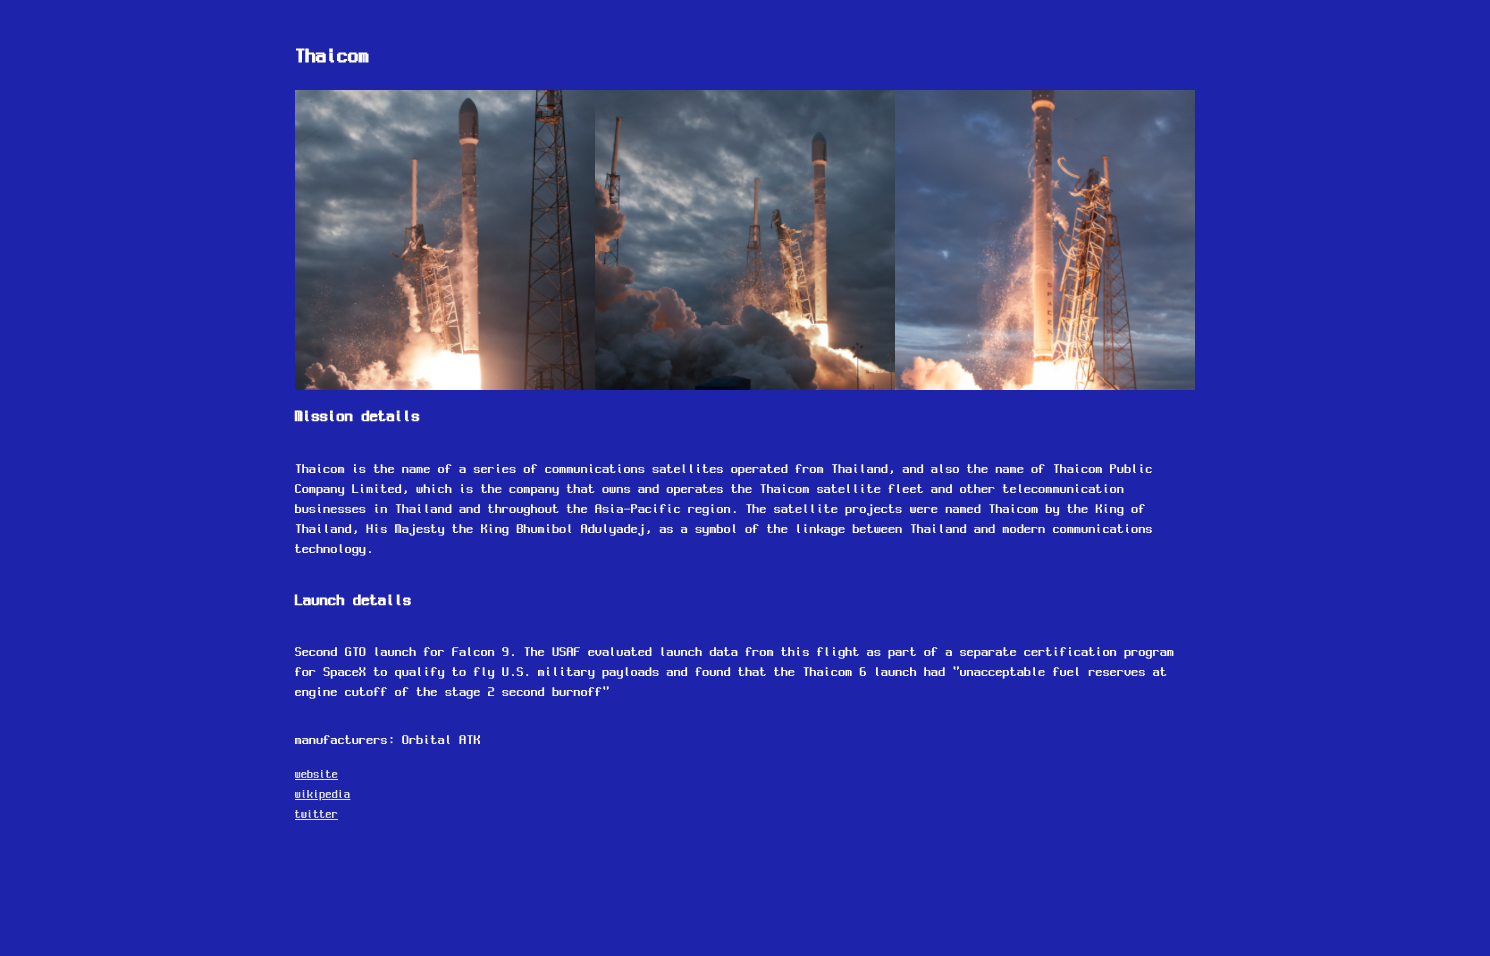 Thaicom
SPACEX
Mission details
Thaicom is the name of a series of communications satellites operated from Thailand, and also the name of Thaicom Public
Company Limited, which is the company that owns and operates the Thaicom satellite fleet and other telecommunication
businesses in Thailand and throughout the Asia-Pacific region. The satellite projects were named Thaicom by the King of
Thailand, His Majesty the King Bhumibol Adulyadej, as a symbol of the linkage between Thailand and modern communications
technology.
Launch details
Second GTO launch for Falcon 9. The USAF evaluated launch data from this flight as part of a separate certification program
for SpaceX to qualify to fly U.S. military payloads and found that the Thaicom 6 launch had "unacceptable fuel reserves at
engine cutoff of the stage 2 second burnoff"
manufacturers: Orbital ATK
website
wikipedia
twitter